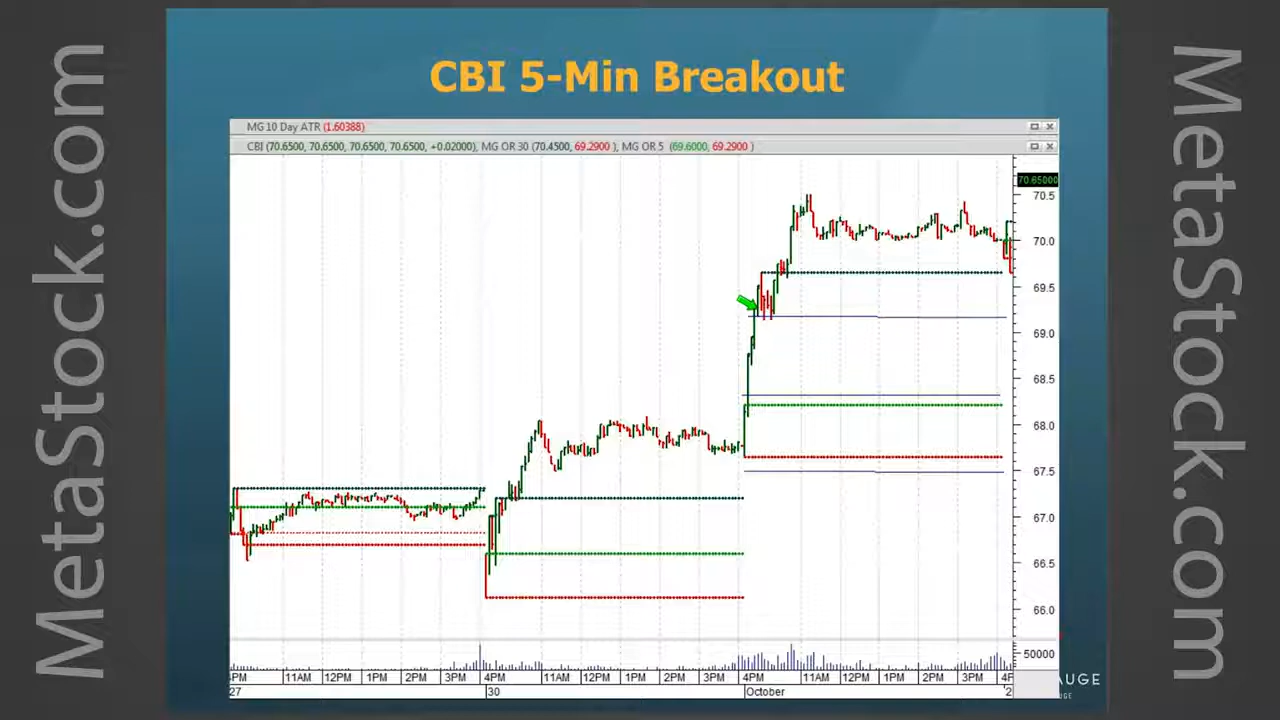 CBI 5-Min Breakout
MG 10 Day ATR (1.60388)
CBI (70.6500, 70.6500, 70.6500, 70.6500, +0.02000), MG OR 30 (70.4500, 69.2900 ), MG OR 5 (69.6000, 69.2900 )
MetaStock.com
MetaStock.com
70.65000
70.5
70.0
69.5
69.0
68.5
68.0
67.5
67.0
66.5
66.0
50000
PM 11AM 12PM 1PM 2PM 3PM 4PM 11AM 12PM 1PM 2PM 3PM 4PM 11AM 12PM 1PM 2PM 3PM 4P
27 30 October 2
AUGE
GE